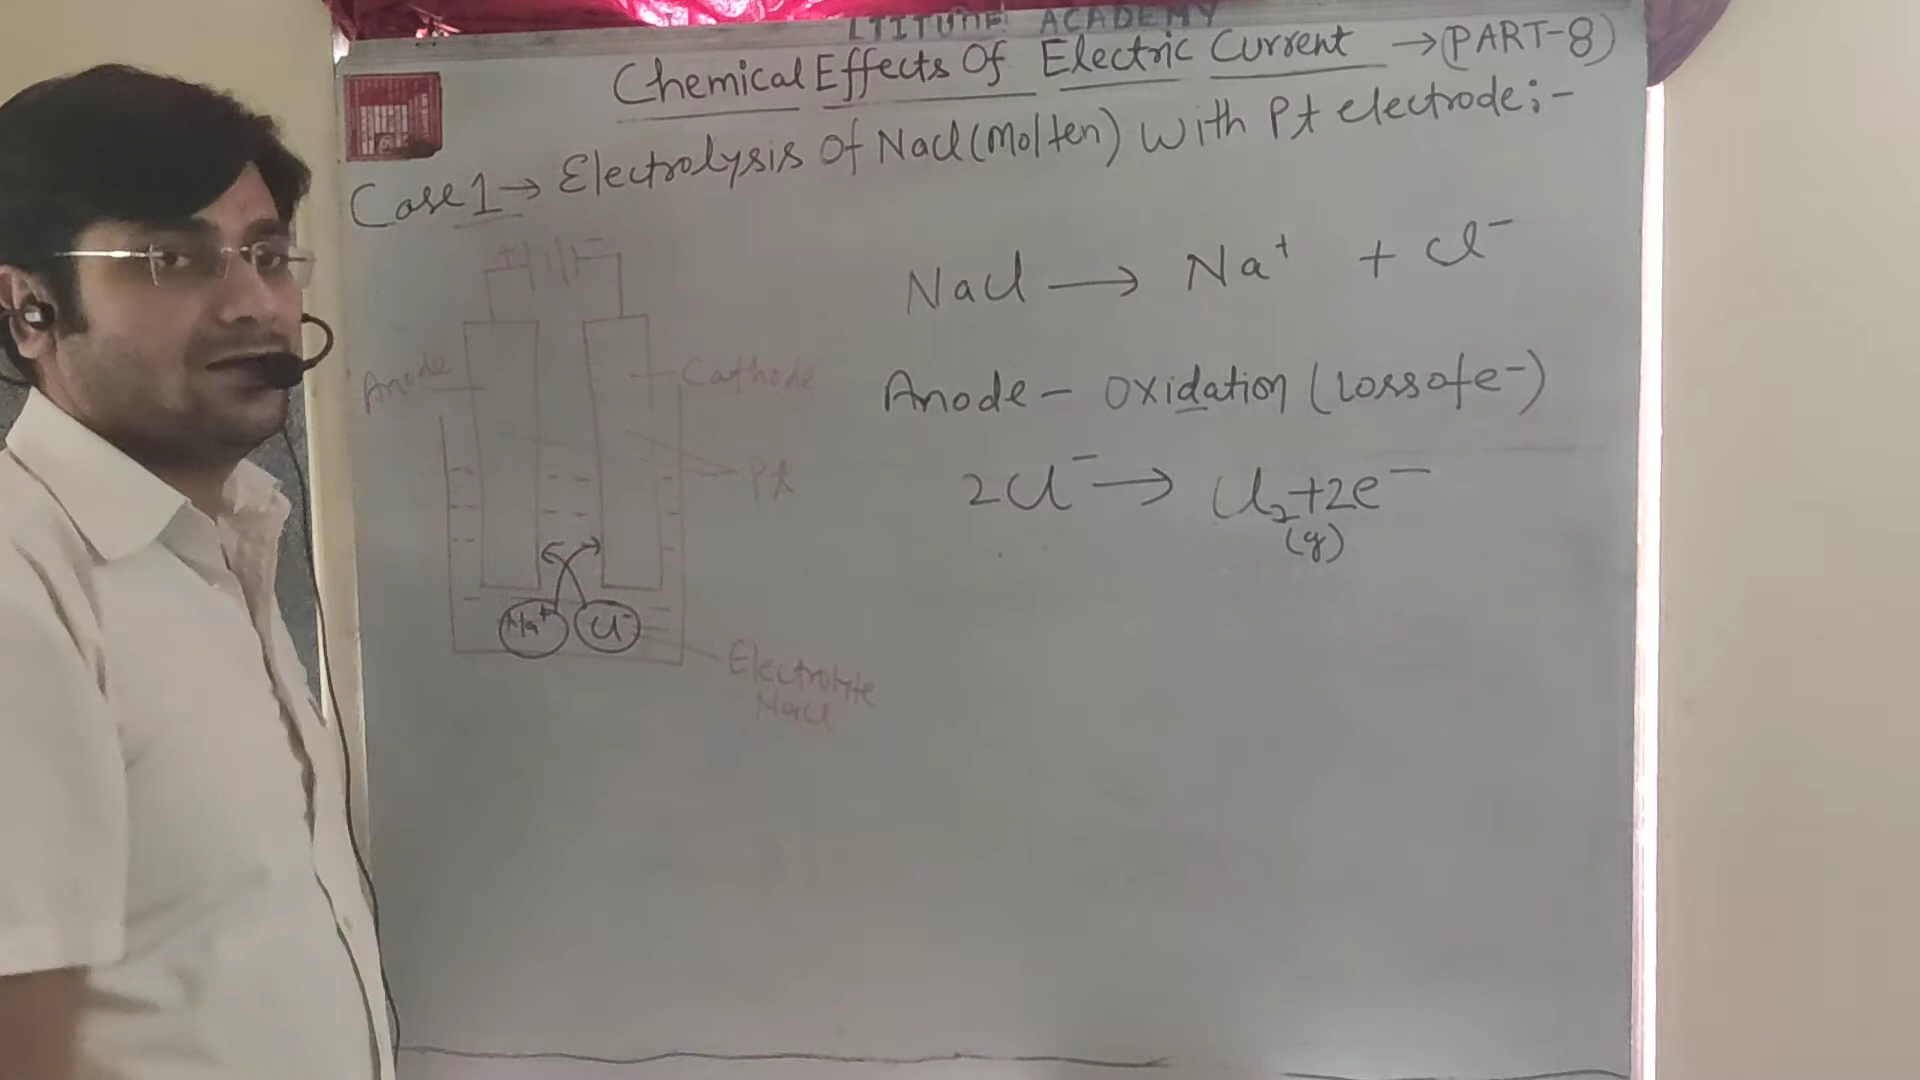 LTITUDE ACADEMY
Chemical Effects Of Electric Current → (PART-8)
Case 1 → Electrolysis Of Nacl (Molten) With Pt electrode :-
Nacl → Na⁺ + Cl⁻
Anode
Cathode
Anode - Oxidation (Loss of e⁻)
Pt
2Cl⁻ → Cl₂ + 2e⁻
(g)
Na⁺ Cl⁻
Electrolyte
Nacl